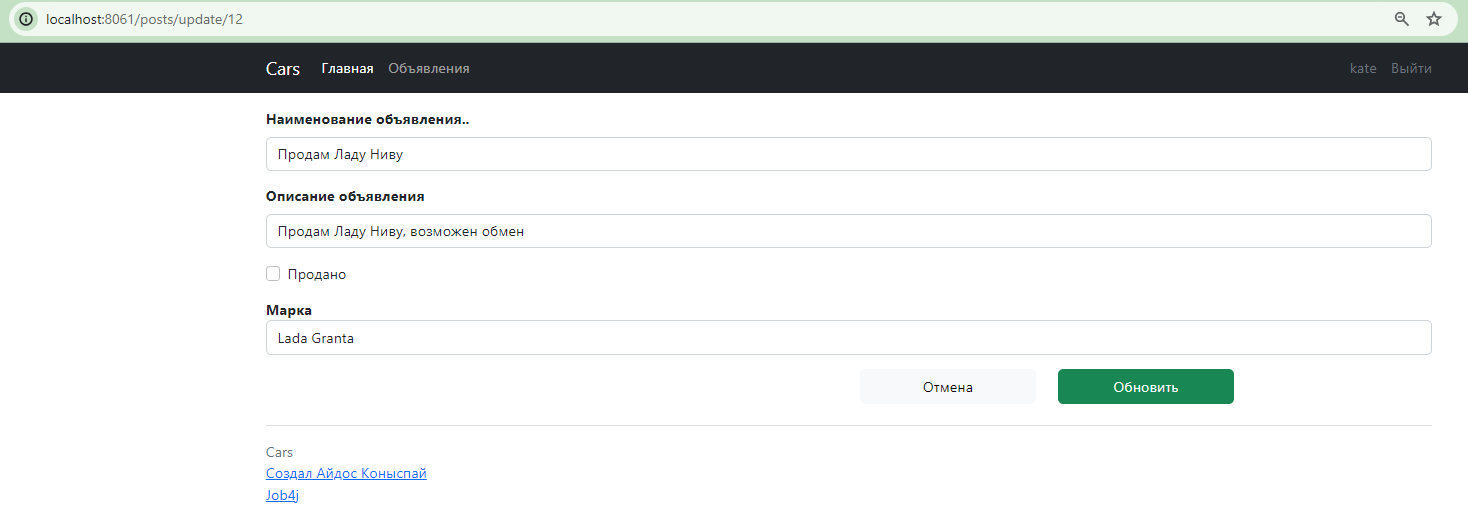 localhost:8061/posts/update/12
Cars Главная Объявления kate Выйти
Наименование объявления..
Продам Ладу Ниву
Описание объявления
Продам Ладу Ниву, возможен обмен
Продано
Марка
Lada Granta
Отмена Обновить
Cars
Создал Айдос Коныспай
Job4j